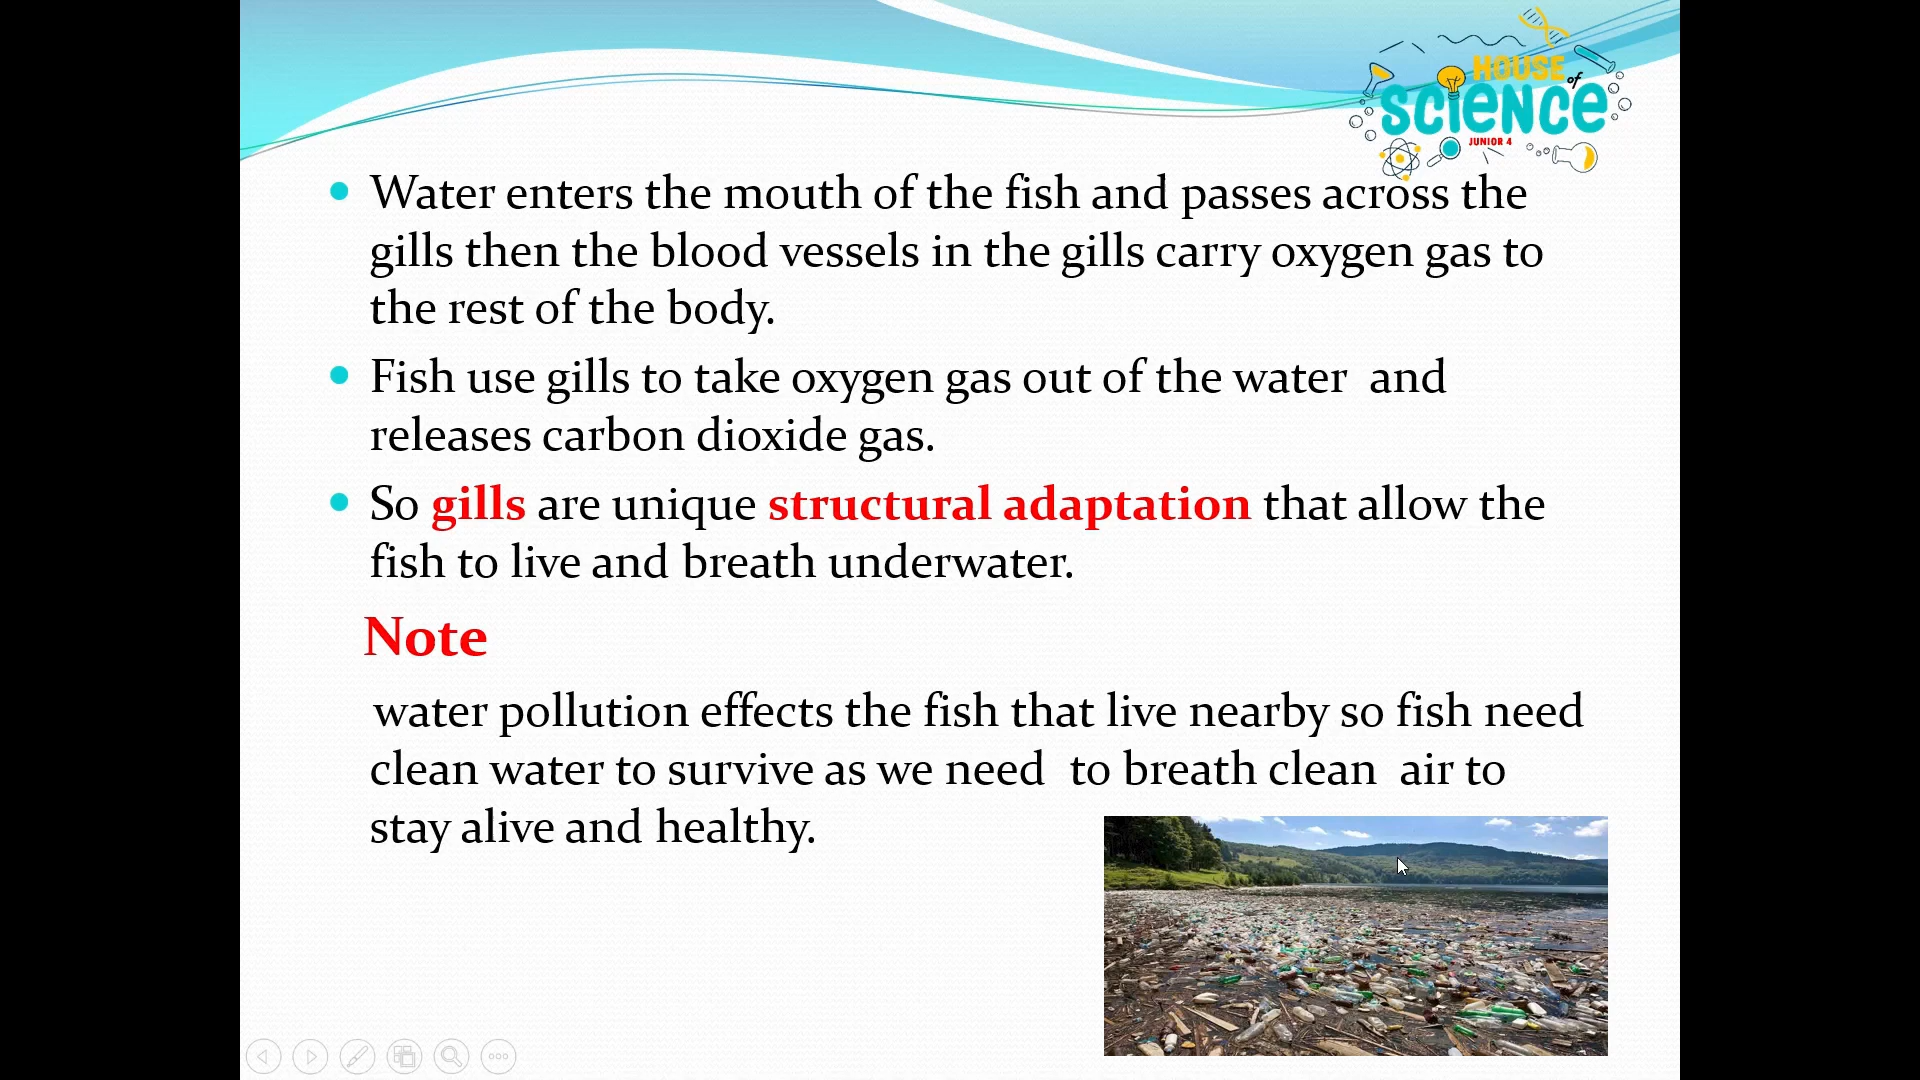 HOUSE of
SCIENCE
JUNIOR 4
Water enters the mouth of the fish and passes across the
gills then the blood vessels in the gills carry oxygen gas to
the rest of the body.
Fish use gills to take oxygen gas out of the water  and
releases carbon dioxide gas.
So gills are unique structural adaptation that allow the
fish to live and breath underwater.
Note
water pollution effects the fish that live nearby so fish need
clean water to survive as we need  to breath clean  air to
stay alive and healthy.